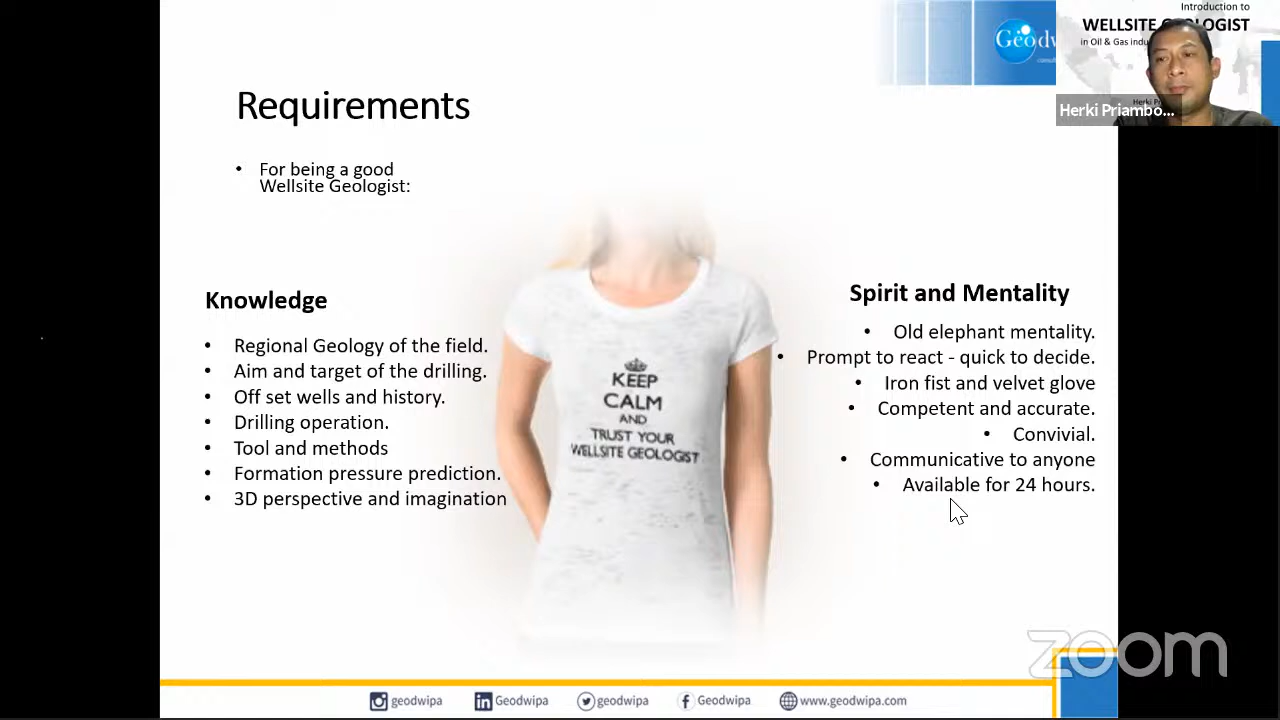 Introduction to
WELLSITE GEOLOGIST
in Oil & Gas
Herki Priambo...
Requirements
• For being a good
Wellsite Geologist:
Knowledge
• Regional Geology of the field.
• Aim and target of the drilling.
• Off set wells and history.
• Drilling operation.
• Tool and methods
• Formation pressure prediction.
• 3D perspective and imagination
KEEP
CALM
AND
TRUST YOUR
WELLSITE GEOLOGIST
Spirit and Mentality
• Old elephant mentality.
• Prompt to react - quick to decide.
• Iron fist and velvet glove
• Competent and accurate.
• Convivial.
• Communicative to anyone
• Available for 24 hours.
zoom
geodwipa
Geodwipa
geodwipa
Geodwipa
www.geodwipa.com